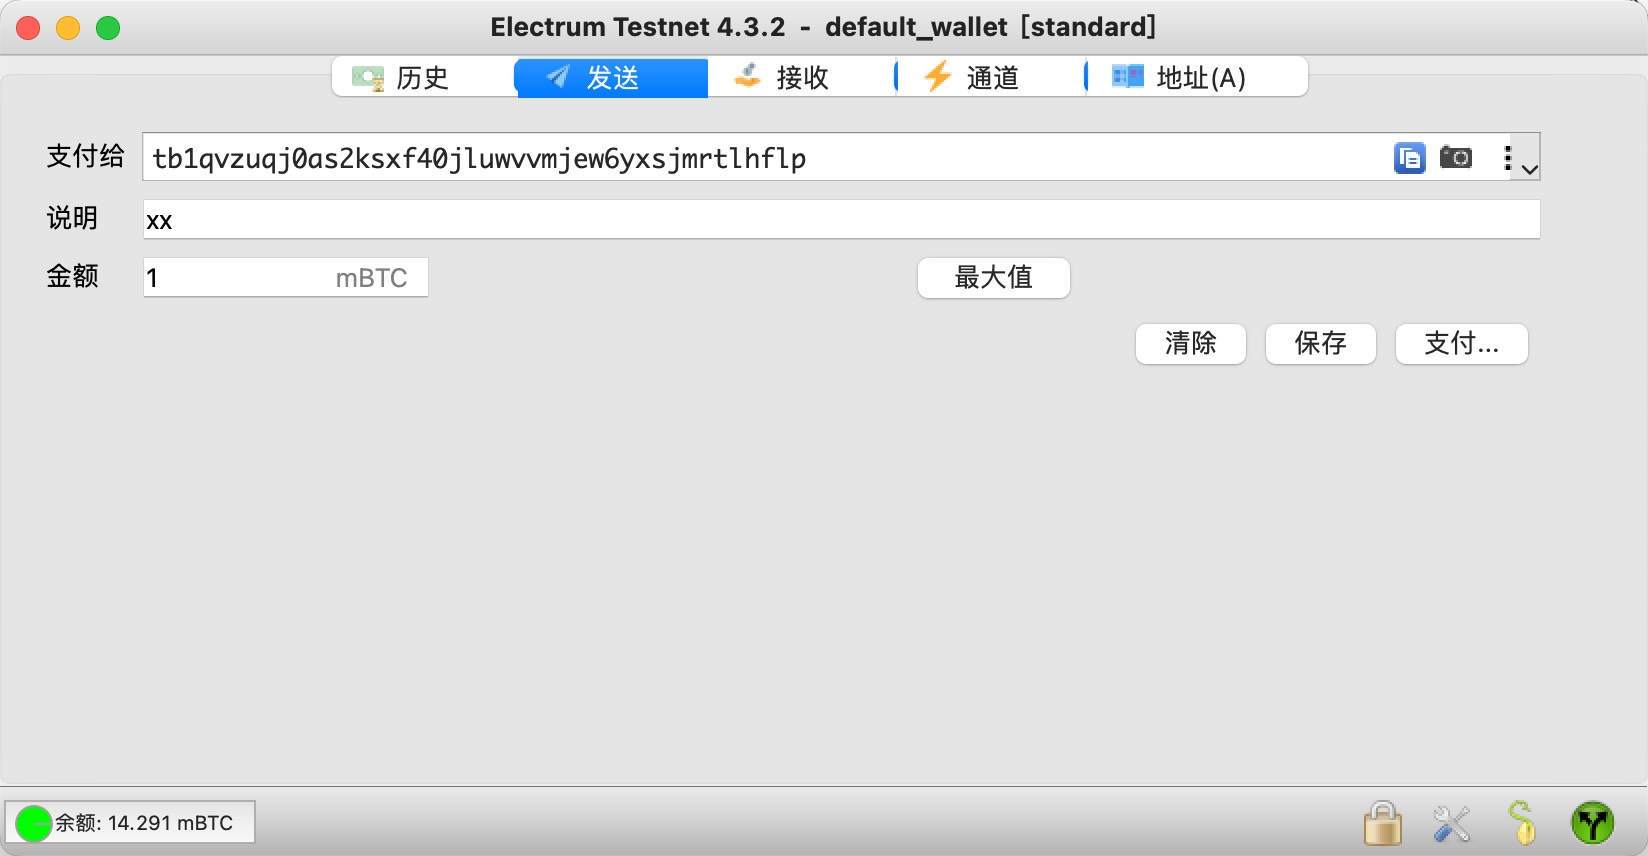 Electrum Testnet 4.3.2 - default_wallet [standard]
历史 发送 接收 通道 地址(A)
支付给 tb1qvzuqj0as2ksxf40jluwvvmjew6yxsjmrtlhflp
说明 xx
金额 1 mBTC 最大值
清除 保存 支付...
余额: 14.291 mBTC